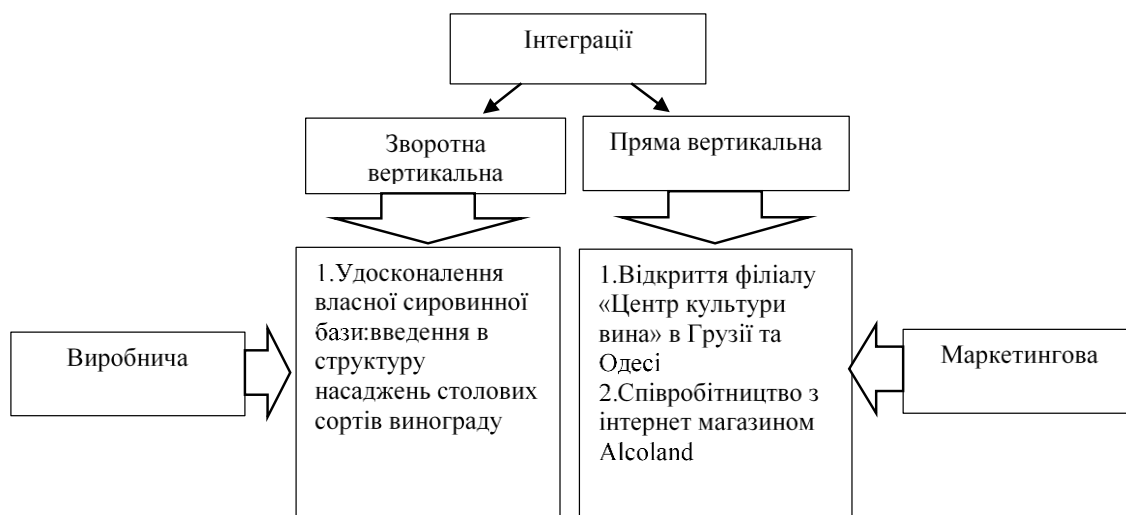 Інтеграції
Зворотна
вертикальна
Пряма вертикальна
1.Удосконалення
власної сировинної
бази:введення в
структуру
насаджень столових
сортів винограду
1.Відкриття філіалу
«Центр культури
вина» в Грузії та
Одесі
2.Співробітництво з
інтернет магазином
Alcoland
Виробнича
Маркетингова